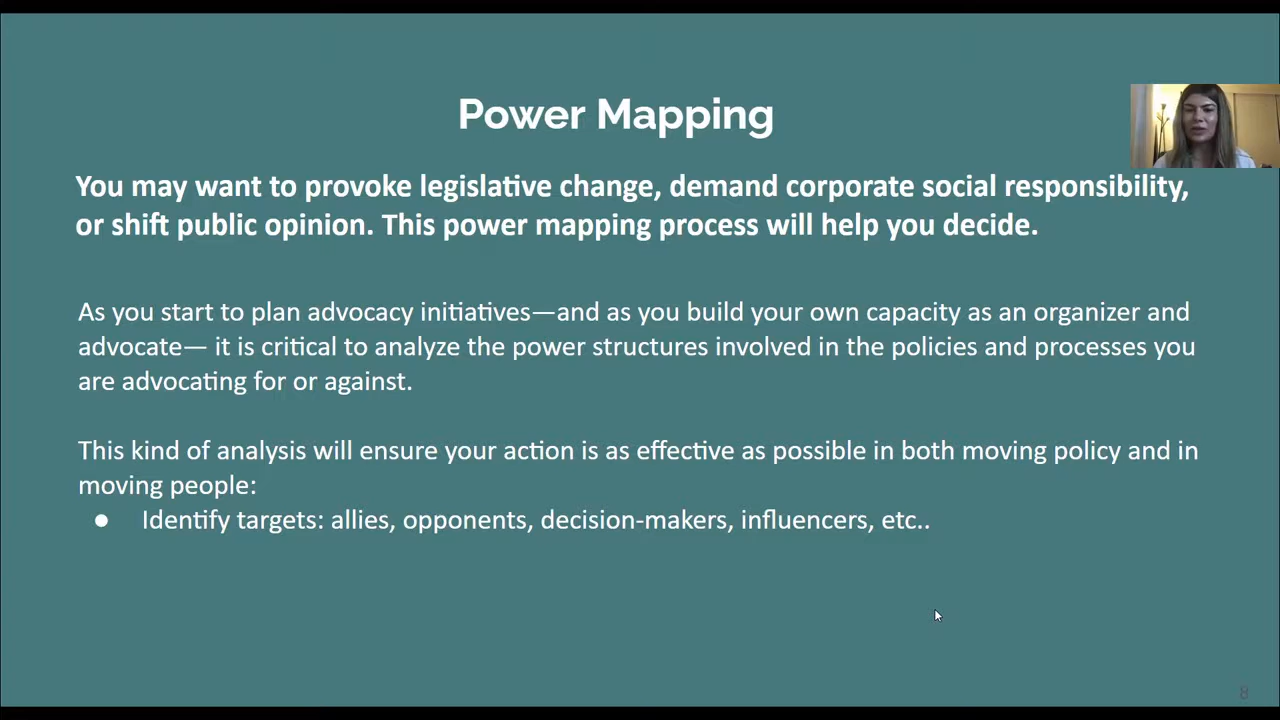 Power Mapping
You may want to provoke legislative change, demand corporate social responsibility,
or shift public opinion. This power mapping process will help you decide.
As you start to plan advocacy initiatives—and as you build your own capacity as an organizer and
advocate— it is critical to analyze the power structures involved in the policies and processes you
are advocating for or against.
This kind of analysis will ensure your action is as effective as possible in both moving policy and in
moving people:
● Identify targets: allies, opponents, decision-makers, influencers, etc..
8